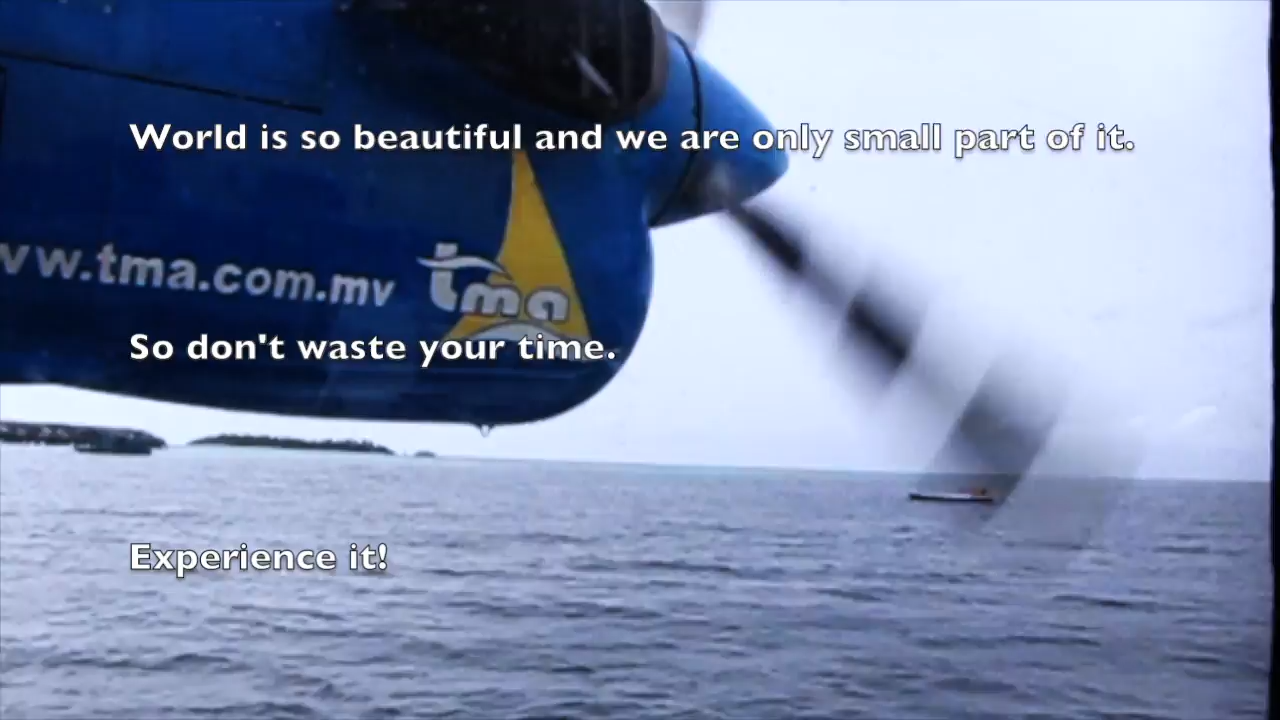 World is so beautiful and we are only small part of it.
vw.tma.com.mv
tma
So don't waste your time.
Experience it!